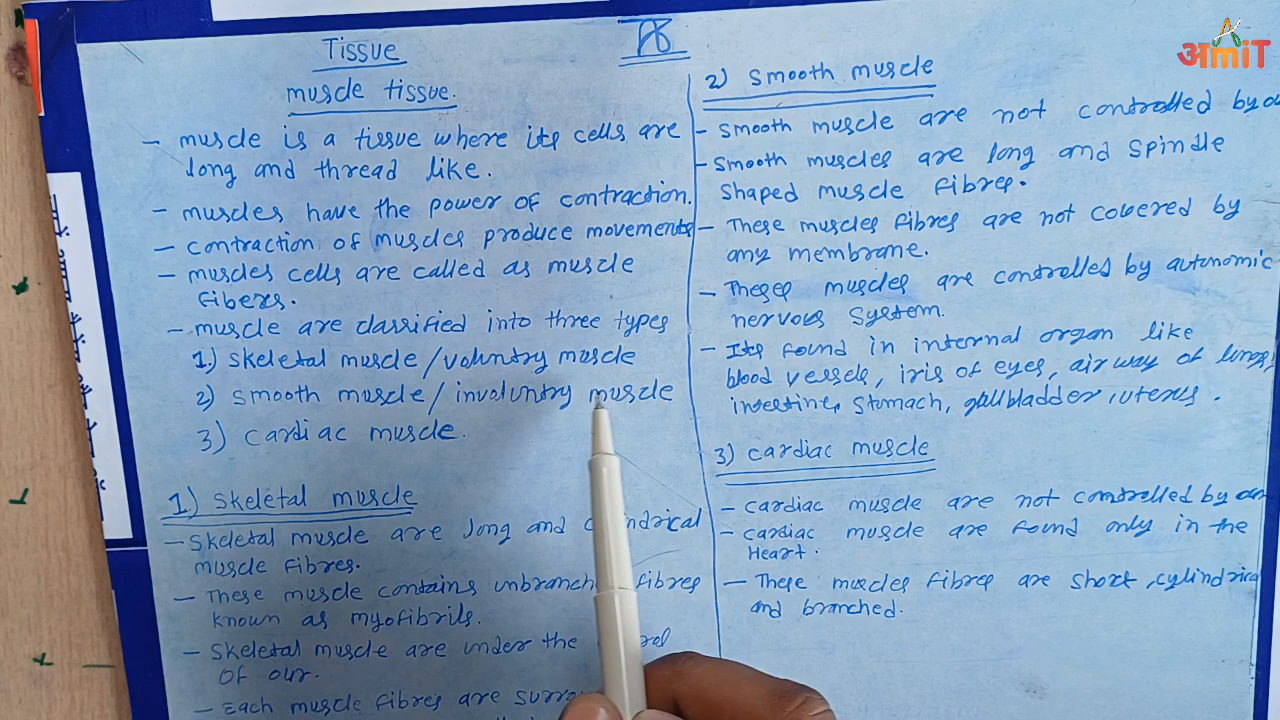 Tissue
muscle tissue.
- muscle is a tissue where its cells are
long and thread like.
- muscles have the power of contraction.
- contraction of muscles produce movements
- muscles cells are called as muscle
fibers.
- muscle are classified into three types
1) skeletal muscle / voluntry muscle
2) smooth muscle / involuntry muscle
3) cardiac muscle.
1) skeletal muscle
- skeletal muscle are long and
muscle fibres.
- These muscle contains fibres
known as myofibrils.
- skeletal muscle are under the
of our.
- Each muscle fibres are
2) smooth muscle
- smooth muscle are not controlled by
- smooth muscles are long and spindle
shaped muscle fibres.
- These muscles fibres are not covered by
any membrane.
- Theses muscles are controlled by autonomic
nervous system.
- Its found in internal organ like
blood vessels, iris of eyes, air way of lungs,
intestine, stomach, gallbladder, uterus.
3) cardiac muscle
- cardiac muscle are not controlled by
- cardiac muscle are found only in the
Heart.
- These muscles fibres are short,
and branched.
अmiT